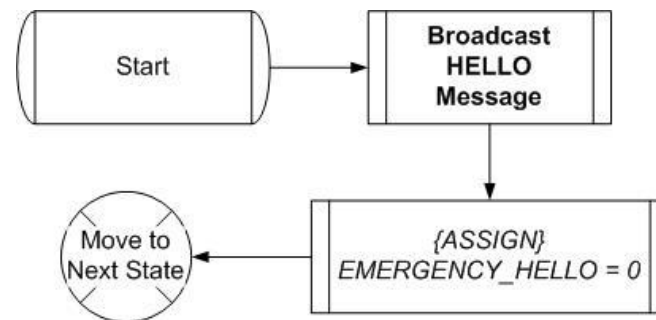 Start
Broadcast
HELLO
Message
{ASSIGN}
EMERGENCY_HELLO = 0
Move to
Next State